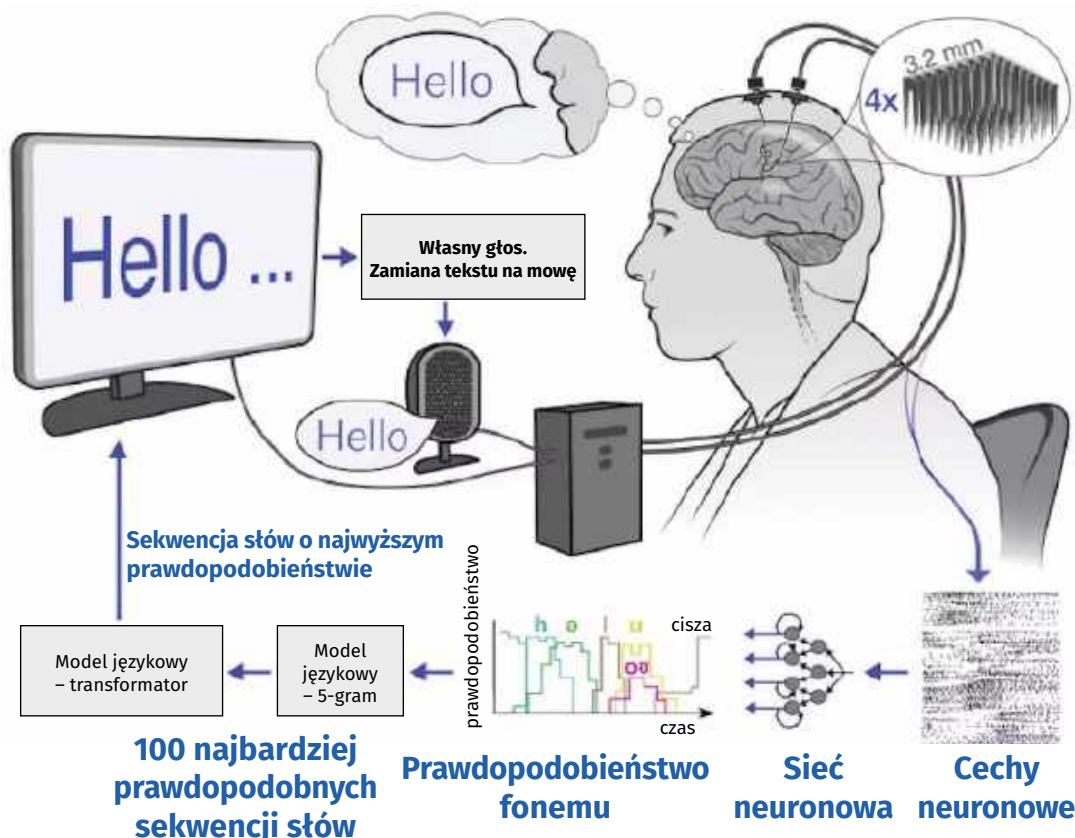 Hello
3.2 mm
4x
Hello ...
Własny głos.
Zamiana tekstu na mowę
Hello
Sekwencja słów o najwyższym
prawdopodobieństwie
Model językowy
– transformator
Model
językowy
– 5-gram
prawdopodobieństwo
h ə l u
oʊ
cisza
czas
100 najbardziej
prawdopodobnych
sekwencji słów
Prawdopodobieństwo
fonemu
Sieć
neuronowa
Cechy
neuronowe